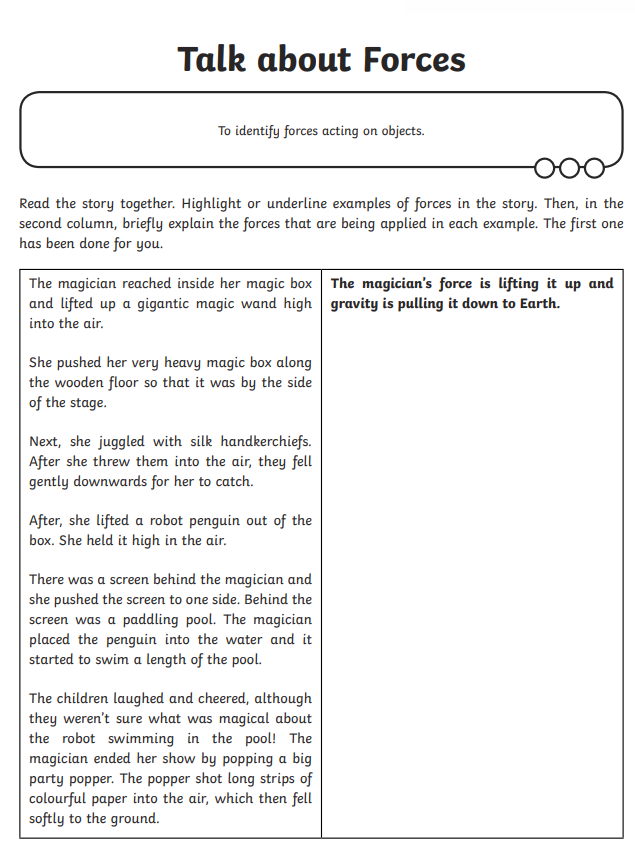 Talk about Forces
To identify forces acting on objects.
Read the story together. Highlight or underline examples of forces in the story. Then, in the
second column, briefly explain the forces that are being applied in each example. The first one
has been done for you.
The magician reached inside her magic box
and lifted up a gigantic magic wand high
into the air.
She pushed her very heavy magic box along
the wooden floor so that it was by the side
of the stage.
Next, she juggled with silk handkerchiefs.
After she threw them into the air, they fell
gently downwards for her to catch.
After, she lifted a robot penguin out of the
box. She held it high in the air.
There was a screen behind the magician and
she pushed the screen to one side. Behind the
screen was a paddling pool. The magician
placed the penguin into the water and it
started to swim a length of the pool.
The children laughed and cheered, although
they weren't sure what was magical about
the robot swimming in the pool! The
magician ended her show by popping a big
party popper. The popper shot long strips of
colourful paper into the air, which then fell
softly to the ground.
The magician's force is lifting it up and
gravity is pulling it down to Earth.